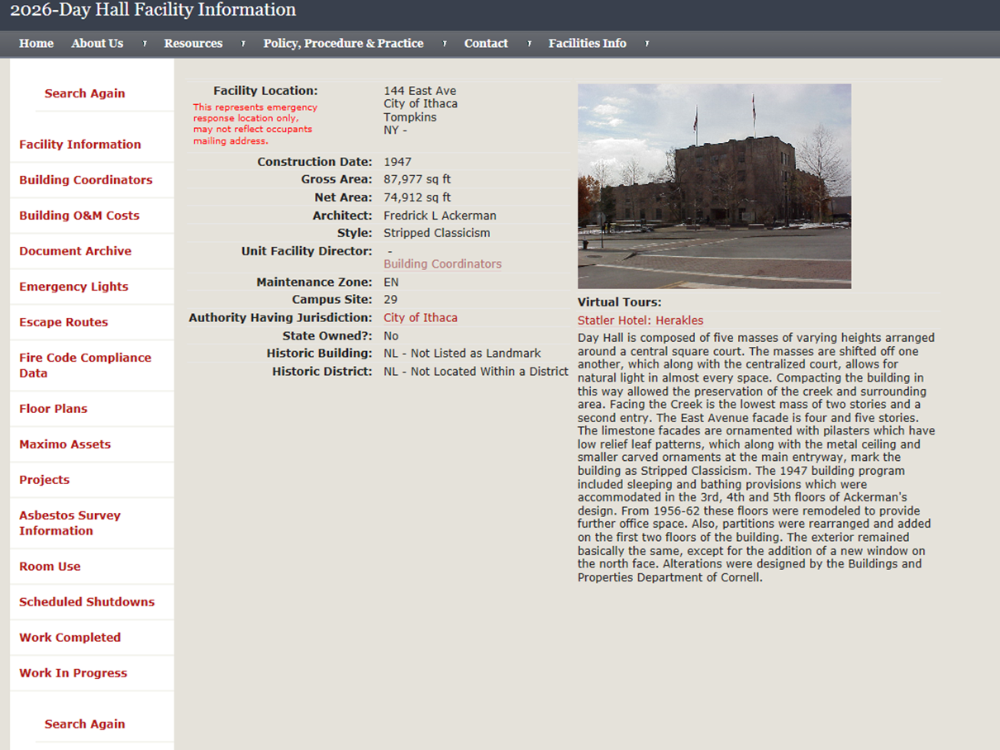 2026-Day Hall Facility Information
Home About Us Resources Policy, Procedure & Practice Contact Facilities Info
Search Again
Facility Information
Building Coordinators
Building O&M Costs
Document Archive
Emergency Lights
Escape Routes
Fire Code Compliance
Data
Floor Plans
Maximo Assets
Projects
Asbestos Survey
Information
Room Use
Scheduled Shutdowns
Work Completed
Work In Progress
Search Again
Facility Location: 144 East Ave
City of Ithaca
Tompkins
NY -
This represents emergency
response location only,
may not reflect occupants
mailing address.
Construction Date: 1947
Gross Area: 87,977 sq ft
Net Area: 74,912 sq ft
Architect: Fredrick L Ackerman
Style: Stripped Classicism
Unit Facility Director: -
Building Coordinators
Maintenance Zone: EN
Campus Site: 29
Authority Having Jurisdiction: City of Ithaca
State Owned?: No
Historic Building: NL - Not Listed as Landmark
Historic District: NL - Not Located Within a District
Virtual Tours:
Statler Hotel: Herakles
Day Hall is composed of five masses of varying heights arranged
around a central square court. The masses are shifted off one
another, which along with the centralized court, allows for
natural light in almost every space. Compacting the building in
this way allowed the preservation of the creek and surrounding
area. Facing the Creek is the lowest mass of two stories and a
second entry. The East Avenue facade is four and five stories.
The limestone facades are ornamented with pilasters which have
low relief leaf patterns, which along with the metal ceiling and
smaller carved ornaments at the main entryway, mark the
building as Stripped Classicism. The 1947 building program
included sleeping and bathing provisions which were
accommodated in the 3rd, 4th and 5th floors of Ackerman's
design. From 1956-62 these floors were remodeled to provide
further office space. Also, partitions were rearranged and added
on the first two floors of the building. The exterior remained
basically the same, except for the addition of a new window on
the north face. Alterations were designed by the Buildings and
Properties Department of Cornell.